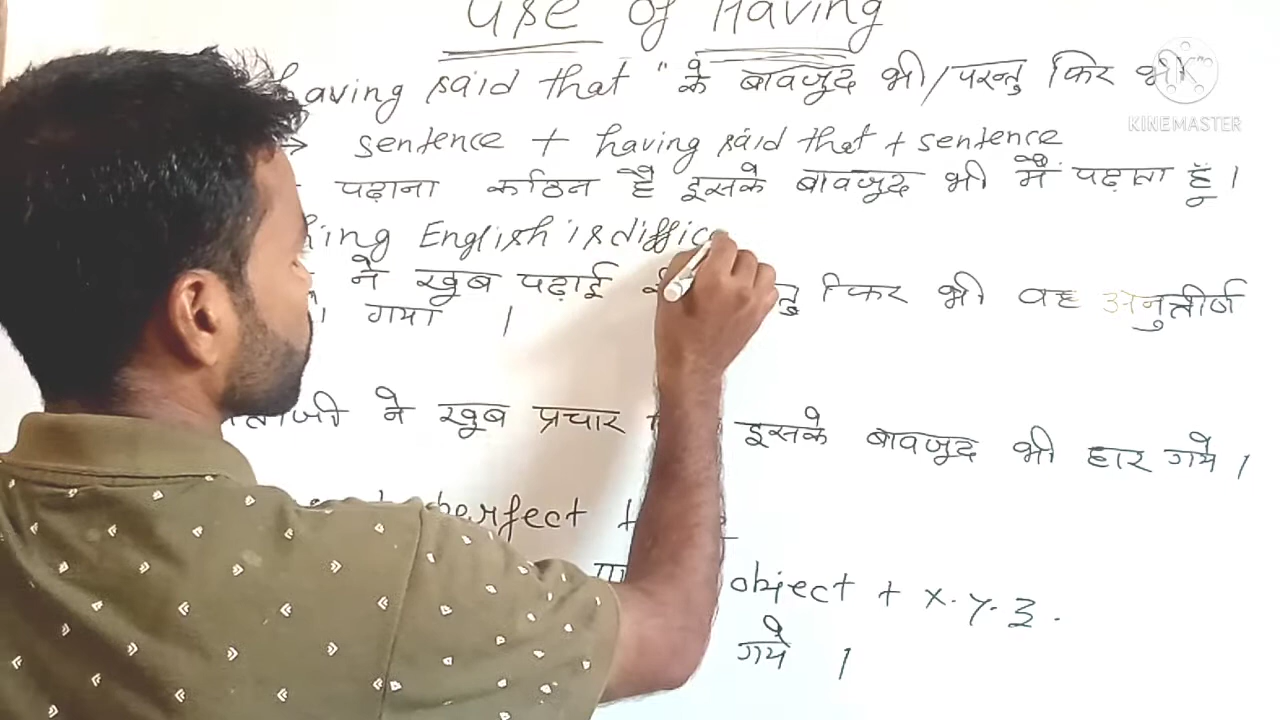 Use of Having
having said that "के बावजूद भी/परन्तु फिर भी"
→ sentence + having said that + sentence
पढ़ाना कठिन है इसके बावजूद भी मैं पढ़ाता हूँ।
English is diffic
ने खूब पढ़ाई फिर भी वह अनुत्तीर्ण
गया ।
ने खूब प्रचार इसके बावजूद भी हार गये ।
perfect +
object + x.y.z.
गये ।
KINEMASTER